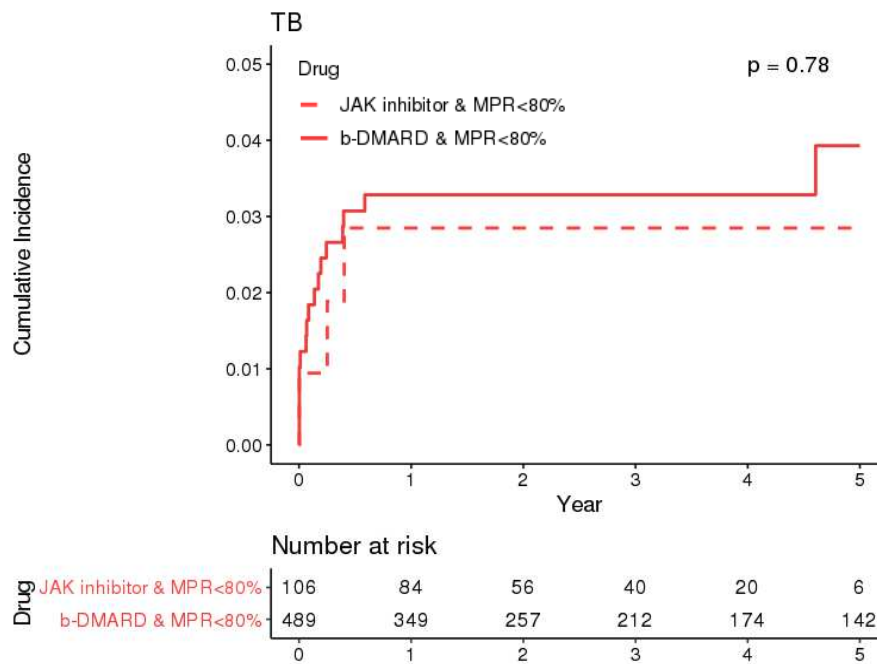 TB
Cumulative Incidence
0.05
0.04
0.03
0.02
0.01
0.00
Drug
JAK inhibitor & MPR<80%
b-DMARD & MPR<80%
p = 0.78
0 1 2 3 4 5
Year
Number at risk
Drug
JAK inhibitor & MPR<80% 106 84 56 40 20 6
b-DMARD & MPR<80% 489 349 257 212 174 142
0 1 2 3 4 5